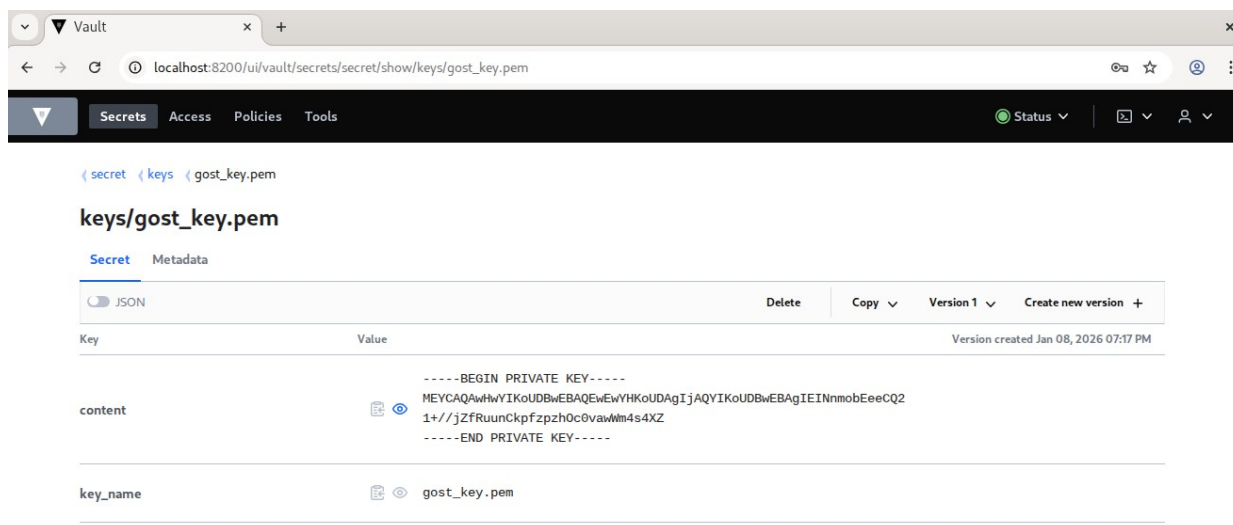 Vault
localhost:8200/ui/vault/secrets/secret/show/keys/gost_key.pem
Secrets Access Policies Tools Status
secret keys gost_key.pem
keys/gost_key.pem
Secret Metadata
JSON Delete Copy Version 1 Create new version +
Key Value Version created Jan 08, 2026 07:17 PM
-----BEGIN PRIVATE KEY-----
MEYCAQAwHwYIKoUDBwEBAQEwEwYHKoUDAgIjAQYIKoUDBwEBAgIEINnmobEeeCQ2
content
1+//jZfRuunCkpfzpzhOc0vawWm4s4XZ
-----END PRIVATE KEY-----
key_name gost_key.pem